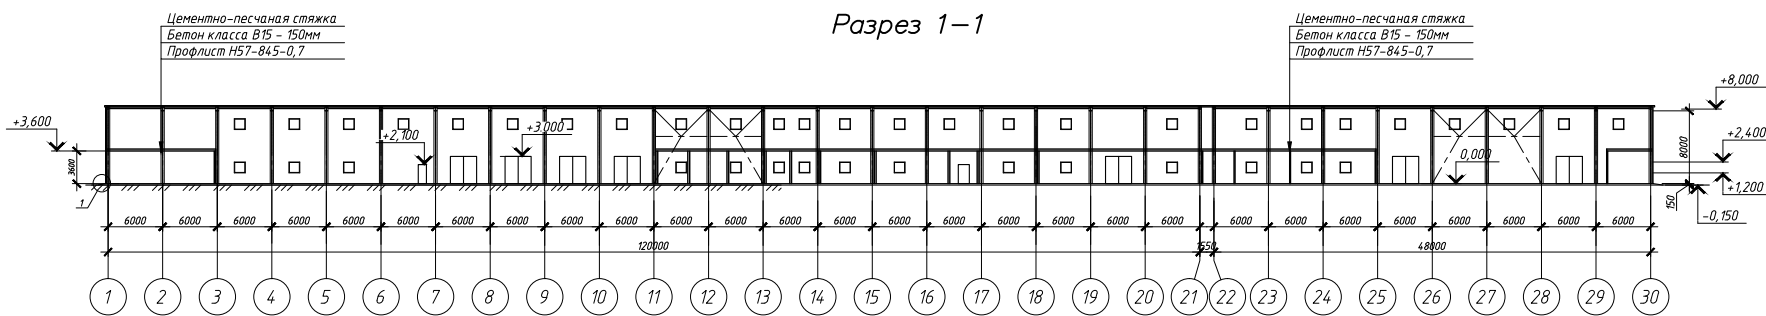 Разрез 1-1
Цементно-песчаная стяжка
Бетон класса В15 - 150мм
Профлист Н57-845-0,7
Цементно-песчаная стяжка
Бетон класса В15 - 150мм
Профлист Н57-845-0,7
+8,000
+3,600
+2,100
+3.000
+2,400
3600
8000
0,000
+1,200
1
150
-0,150
6000 6000 6000 6000 6000 6000 6000 6000 6000 6000 6000 6000 6000 6000 6000 6000 6000 6000 6000 6000 6000 6000 6000 6000 6000 6000 6000 6000
120000 1550 48000
1 2 3 4 5 6 7 8 9 10 11 12 13 14 15 16 17 18 19 20 21 22 23 24 25 26 27 28 29 30